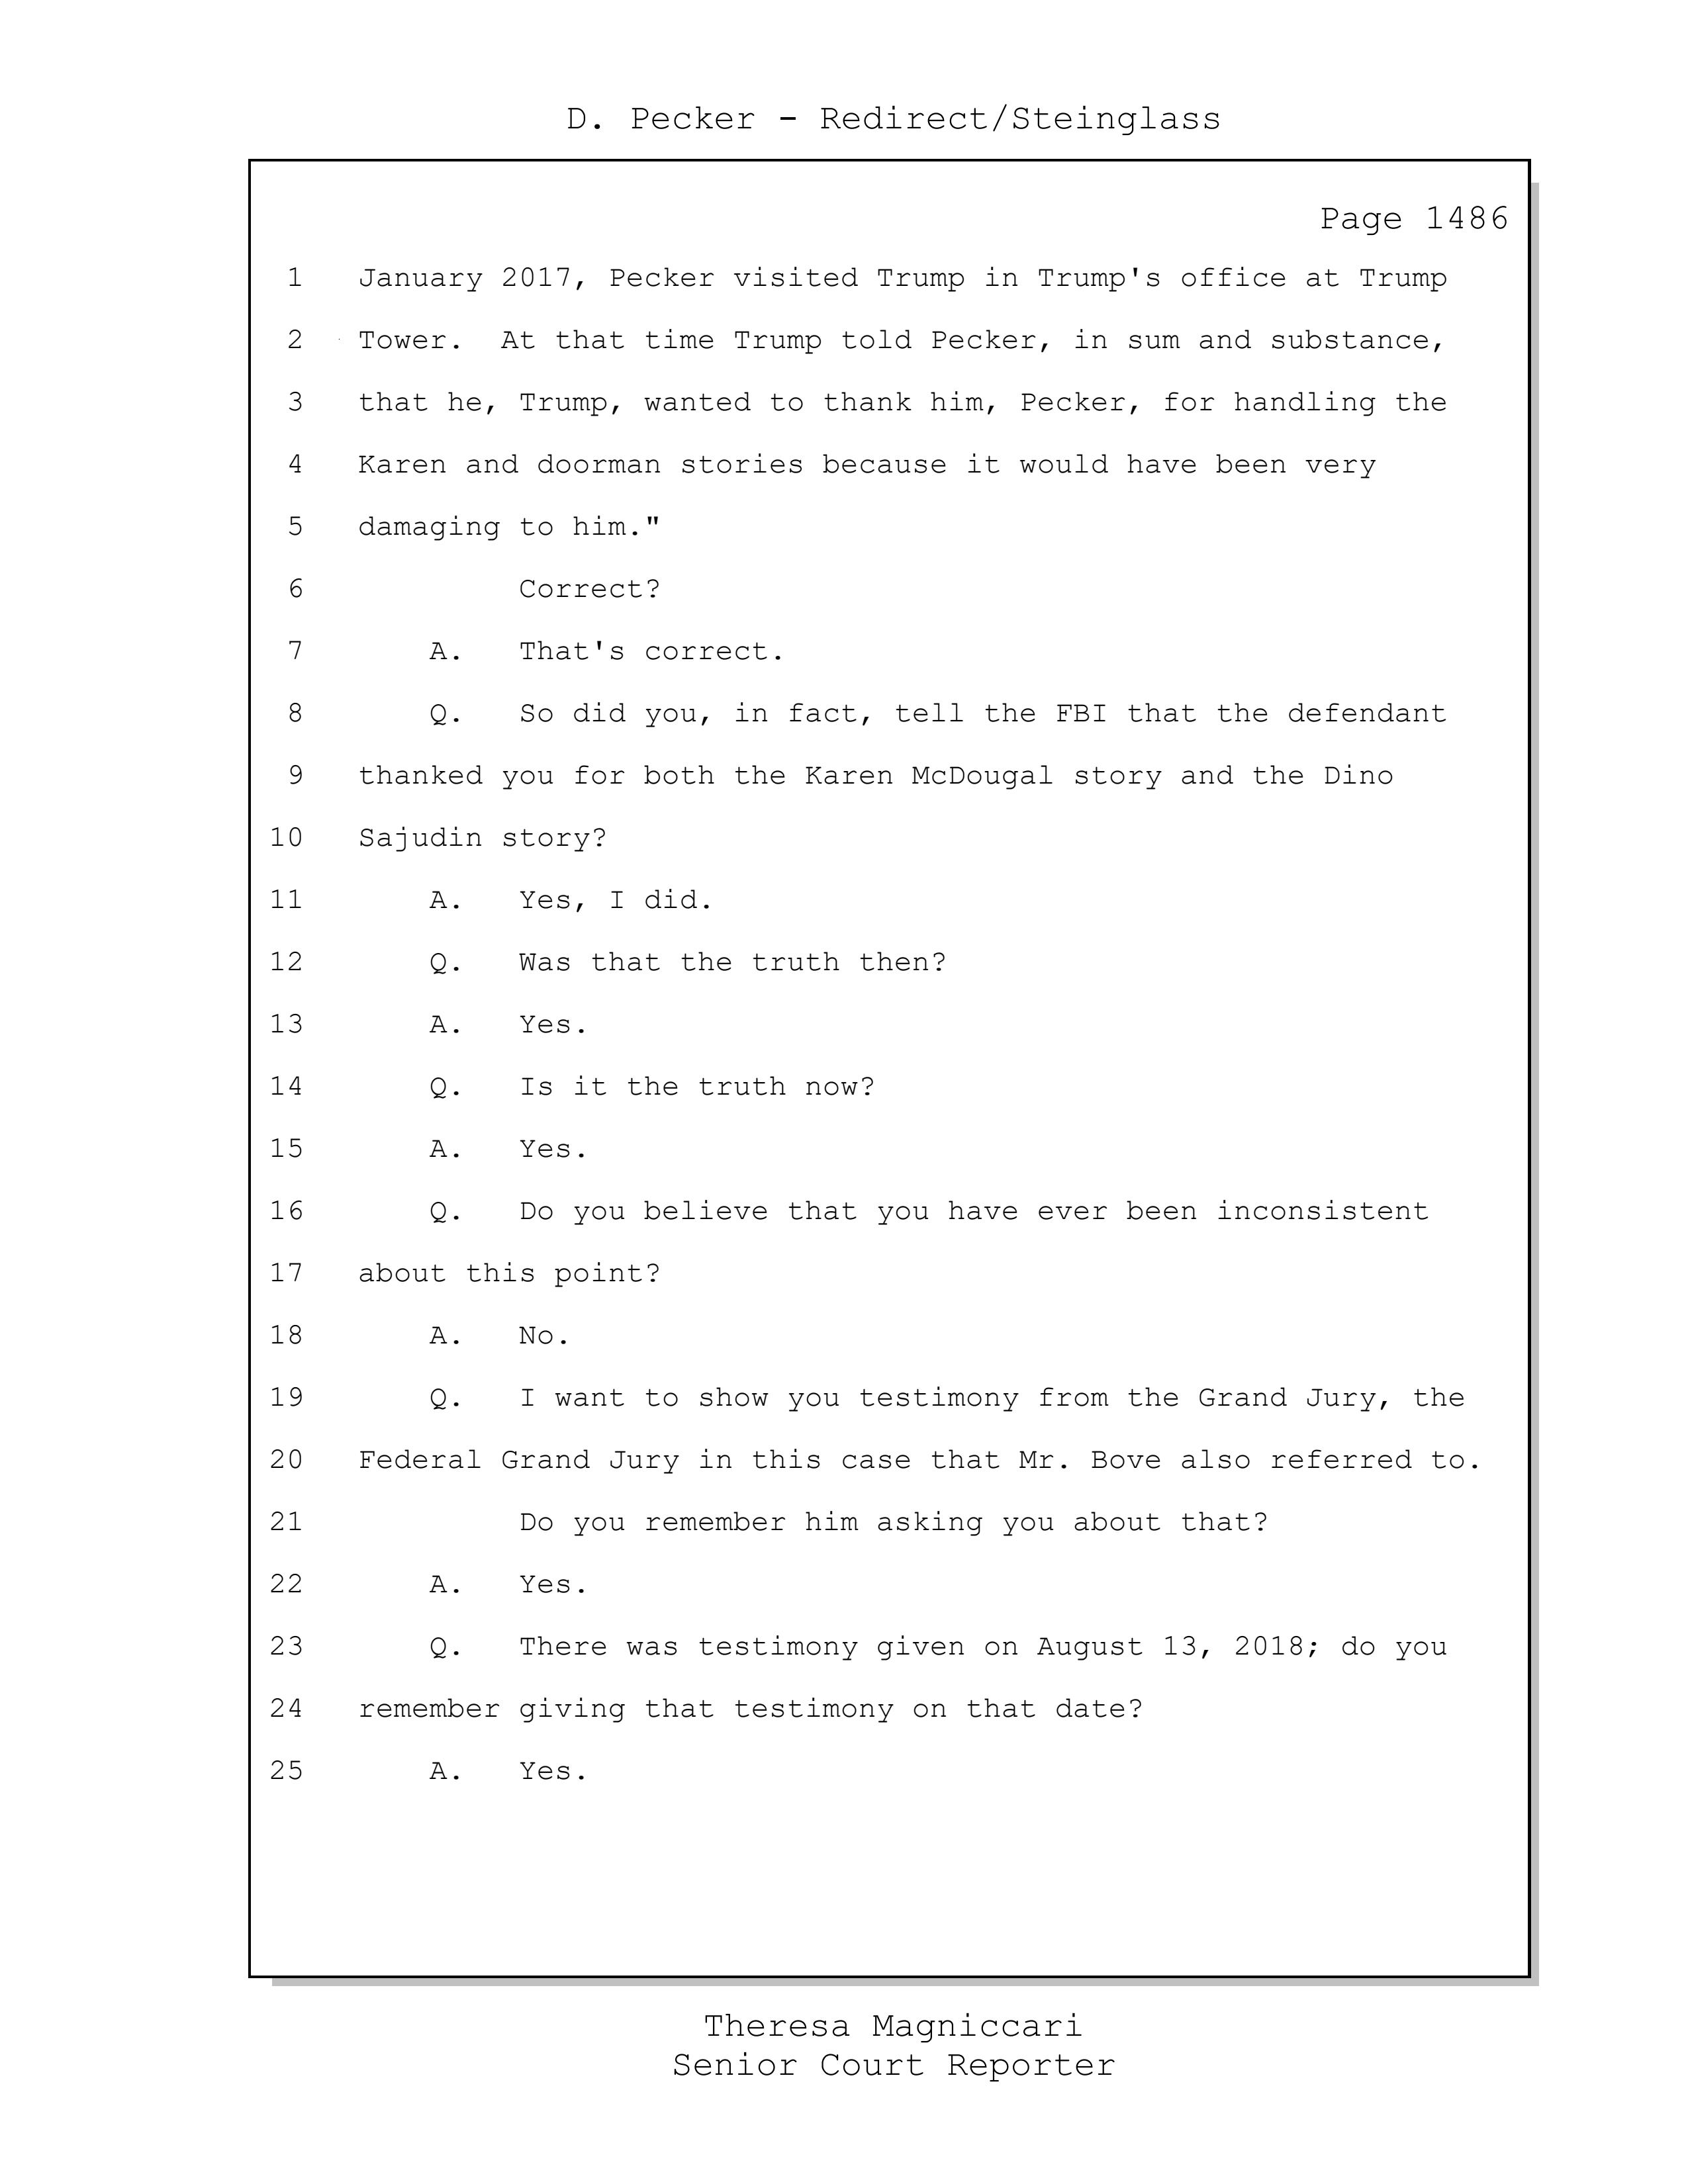 D. Pecker - Redirect/Steinglass
Page 1486
1 January 2017, Pecker visited Trump in Trump's office at Trump
2 Tower. At that time Trump told Pecker, in sum and substance,
3 that he, Trump, wanted to thank him, Pecker, for handling the
4 Karen and doorman stories because it would have been very
5 damaging to him."
6 Correct?
7 A. That's correct.
8 Q. So did you, in fact, tell the FBI that the defendant
9 thanked you for both the Karen McDougal story and the Dino
10 Sajudin story?
11 A. Yes, I did.
12 Q. Was that the truth then?
13 A. Yes.
14 Q. Is it the truth now?
15 A. Yes.
16 Q. Do you believe that you have ever been inconsistent
17 about this point?
18 A. No.
19 Q. I want to show you testimony from the Grand Jury, the
20 Federal Grand Jury in this case that Mr. Bove also referred to.
21 Do you remember him asking you about that?
22 A. Yes.
23 Q. There was testimony given on August 13, 2018; do you
24 remember giving that testimony on that date?
25 A. Yes.
Theresa Magniccari
Senior Court Reporter